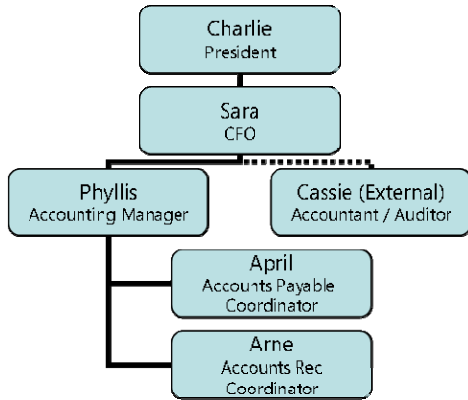 Charlie
President
Sara
CFO
Phyllis
Accounting Manager
Cassie (External)
Accountant / Auditor
April
Accounts Payable
Coordinator
Arne
Accounts Rec
Coordinator